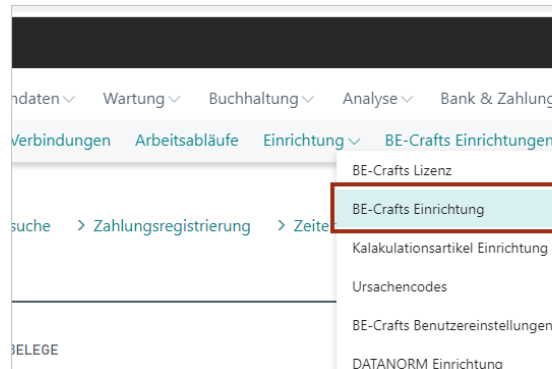 ndaten Wartung Buchhaltung Analyse Bank & Zahlung
Verbindungen Arbeitsabläufe Einrichtung BE-Crafts Einrichtungen
BE-Crafts Lizenz
BE-Crafts Einrichtung
suche > Zahlungsregistrierung > Zeite
Kalakulationsartikel Einrichtung
Ursachencodes
BE-Crafts Benutzereinstellungen
BELEGE
DATANORM Einrichtung